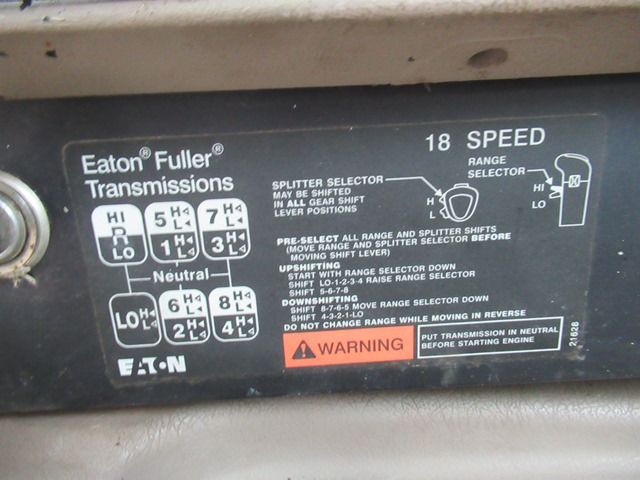 Eaton® Fuller®
Transmissions
18 SPEED
SPLITTER SELECTOR
MAY BE SHIFTED
IN ALL GEAR SHIFT
LEVER POSITIONS
H
L
RANGE
SELECTOR
HI
LO
HI
R
LO
5 H L
1 H L
7 H L
3 H L
Neutral
LO H L
6 H L
2 H L
8 H L
4 H L
EATON
PRE-SELECT ALL RANGE AND SPLITTER SHIFTS
(MOVE RANGE AND SPLITTER SELECTOR BEFORE
MOVING SHIFT LEVER)
UPSHIFTING
START WITH RANGE SELECTOR DOWN
SHIFT LO-1-2-3-4 RAISE RANGE SELECTOR
SHIFT 5-6-7-8
DOWNSHIFTING
SHIFT 8-7-6-5 MOVE RANGE SELECTOR DOWN
SHIFT 4-3-2-1-LO
DO NOT CHANGE RANGE WHILE MOVING IN REVERSE
WARNING
PUT TRANSMISSION IN NEUTRAL
BEFORE STARTING ENGINE
21628